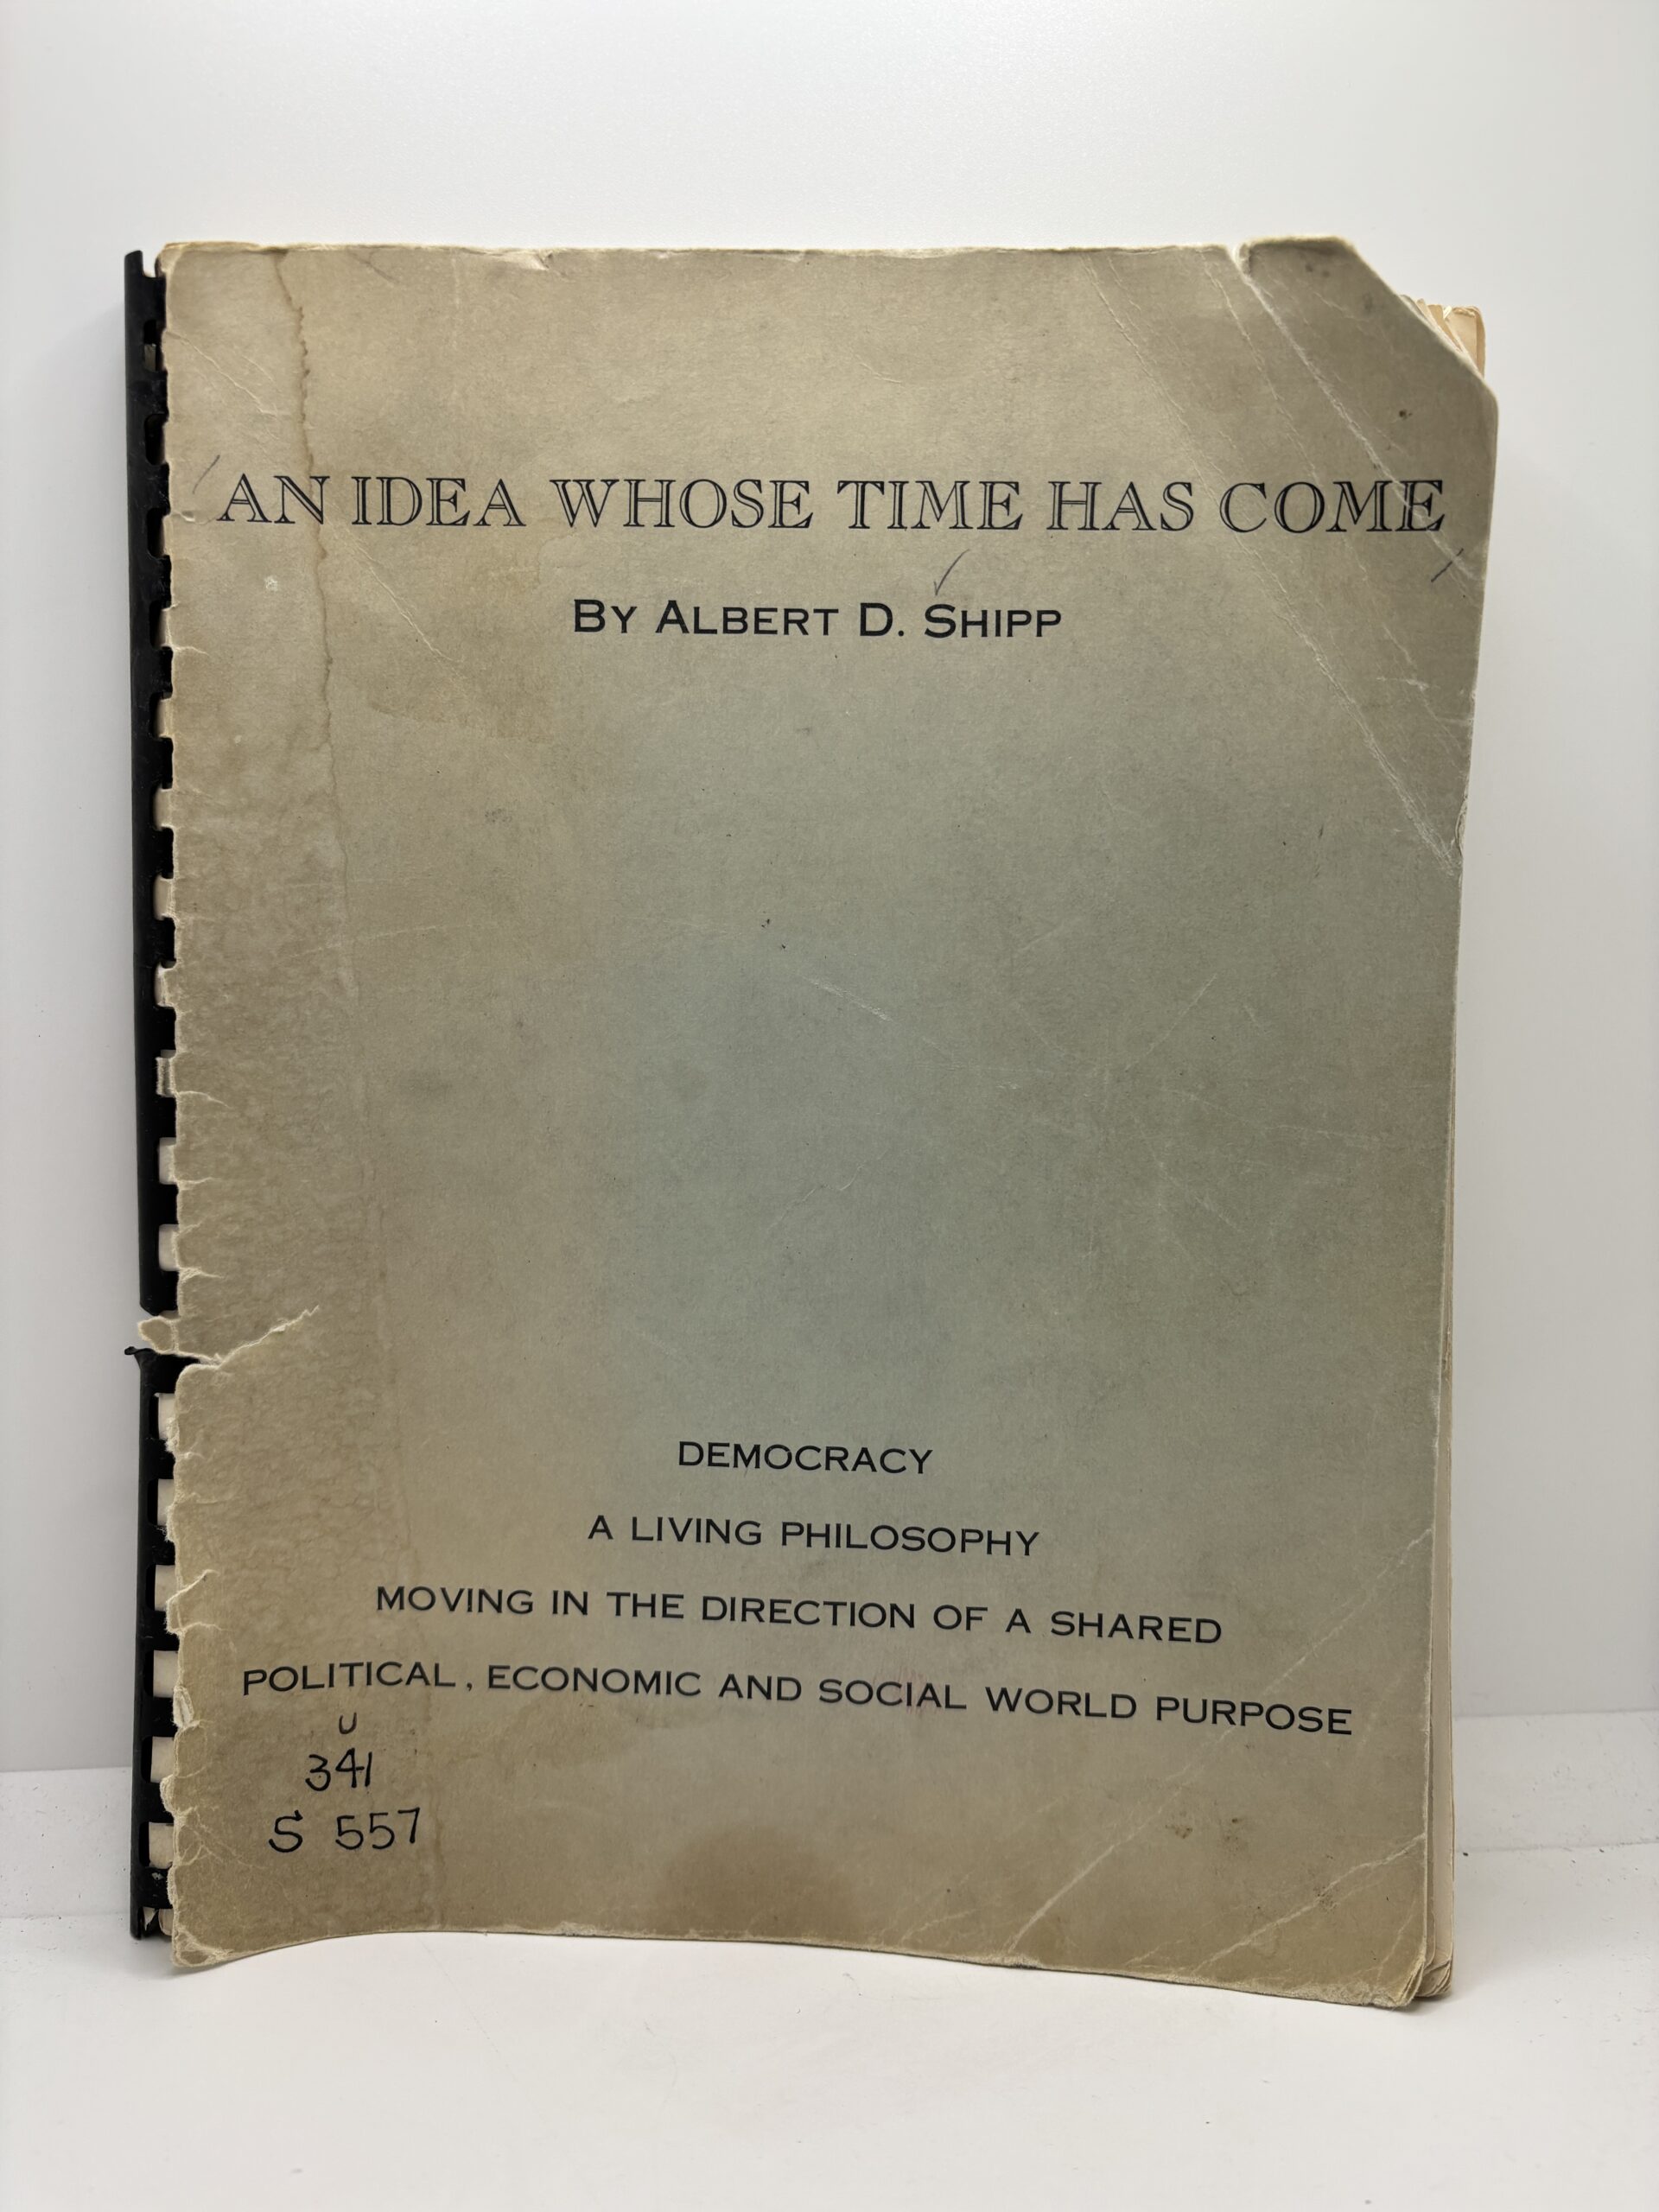 AN IDEA WHOSE TIME HAS COME
BY ALBERT D. SHIPP
DEMOCRACY
A LIVING PHILOSOPHY
MOVING IN THE DIRECTION OF A SHARED
POLITICAL, ECONOMIC AND SOCIAL WORLD PURPOSE
U
341
S 557